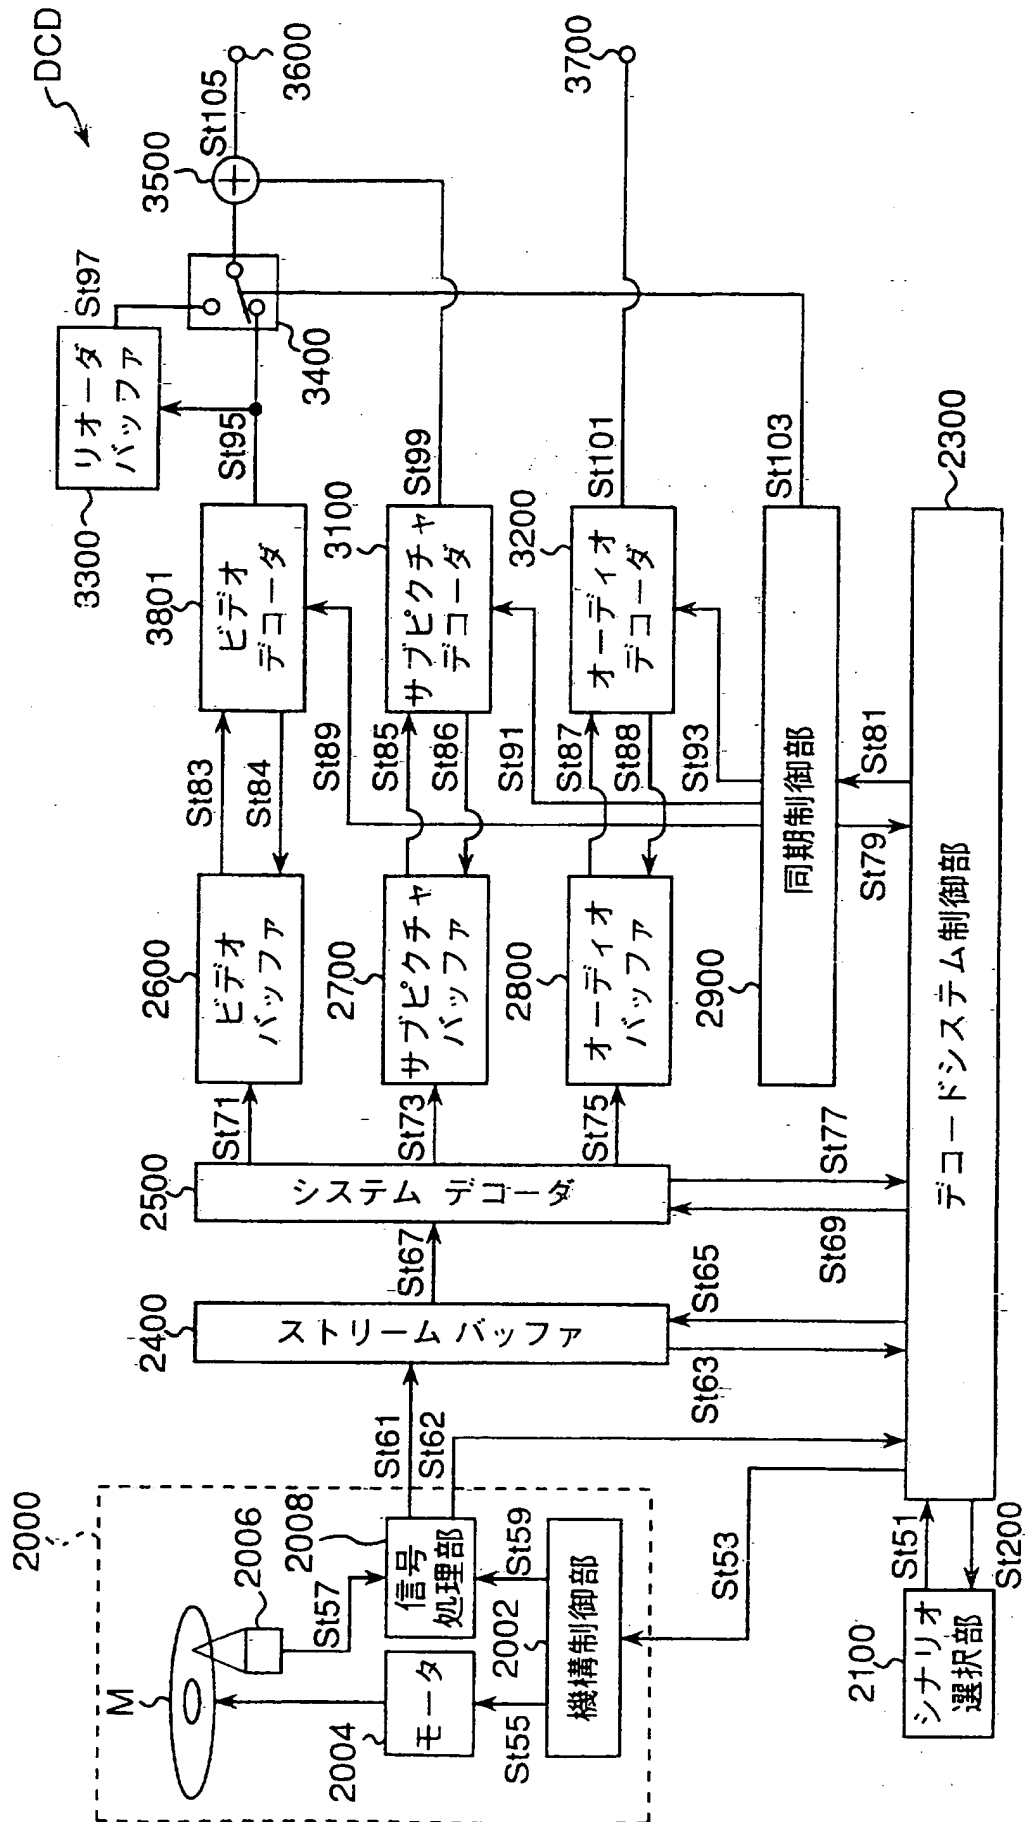 DCD
2000
M
2006
St57
2008
信号
処理部
2004
モータ
St55
St59
2002
機構制御部
St61
St62
St53
2100
シナリオ
選択部
St51
St200
2400
ストリーム バッファ
St63
St65
St67
2500
システム デコーダ
St69
St77
St71
St73
St75
2600
ビデオ
バッファ
2700
サブピクチャ
バッファ
2800
オーディオ
バッファ
St83
St84
St89
St85
St86
St91
St87
St88
St93
3801
ビデオ
デコーダ
3100
サブピクチャ
デコーダ
3200
オーディオ
デコーダ
2900
同期制御部
St79
St81
2300
デコードシステム制御部
3300
リオーダ
バッファ
St95
St97
St99
St101
St103
3400
3500
St105
3600
3700